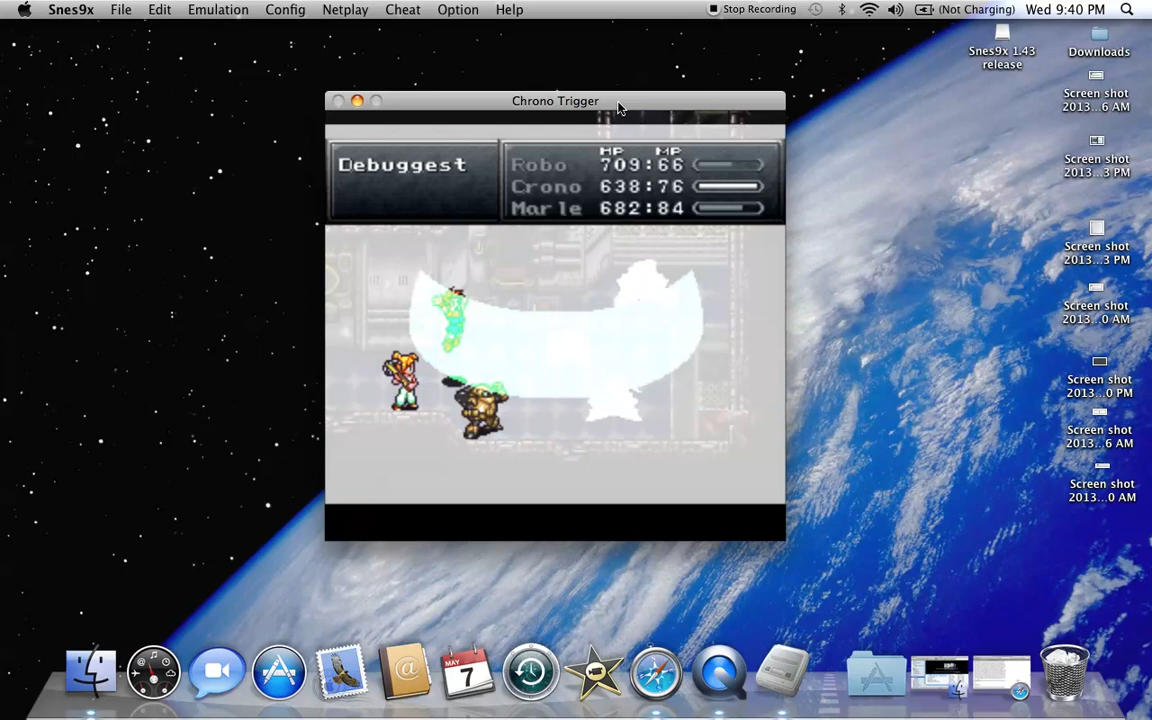 Snes9x File Edit Emulation Config Netplay Cheat Option Help Stop Recording (Not Charging) Wed 9:40 PM
Snes9x 1.43
release
Downloads
Screen shot
2013...6 AM
Chrono Trigger
Debuggest
HP MP
Robo 709:66
Crono 638:76
Marle 682:84
Screen shot
2013...3 PM
Screen shot
2013...3 PM
Screen shot
2013...0 AM
Screen shot
2013...0 PM
Screen shot
2013...6 AM
Screen shot
2013...0 AM
MAY
7